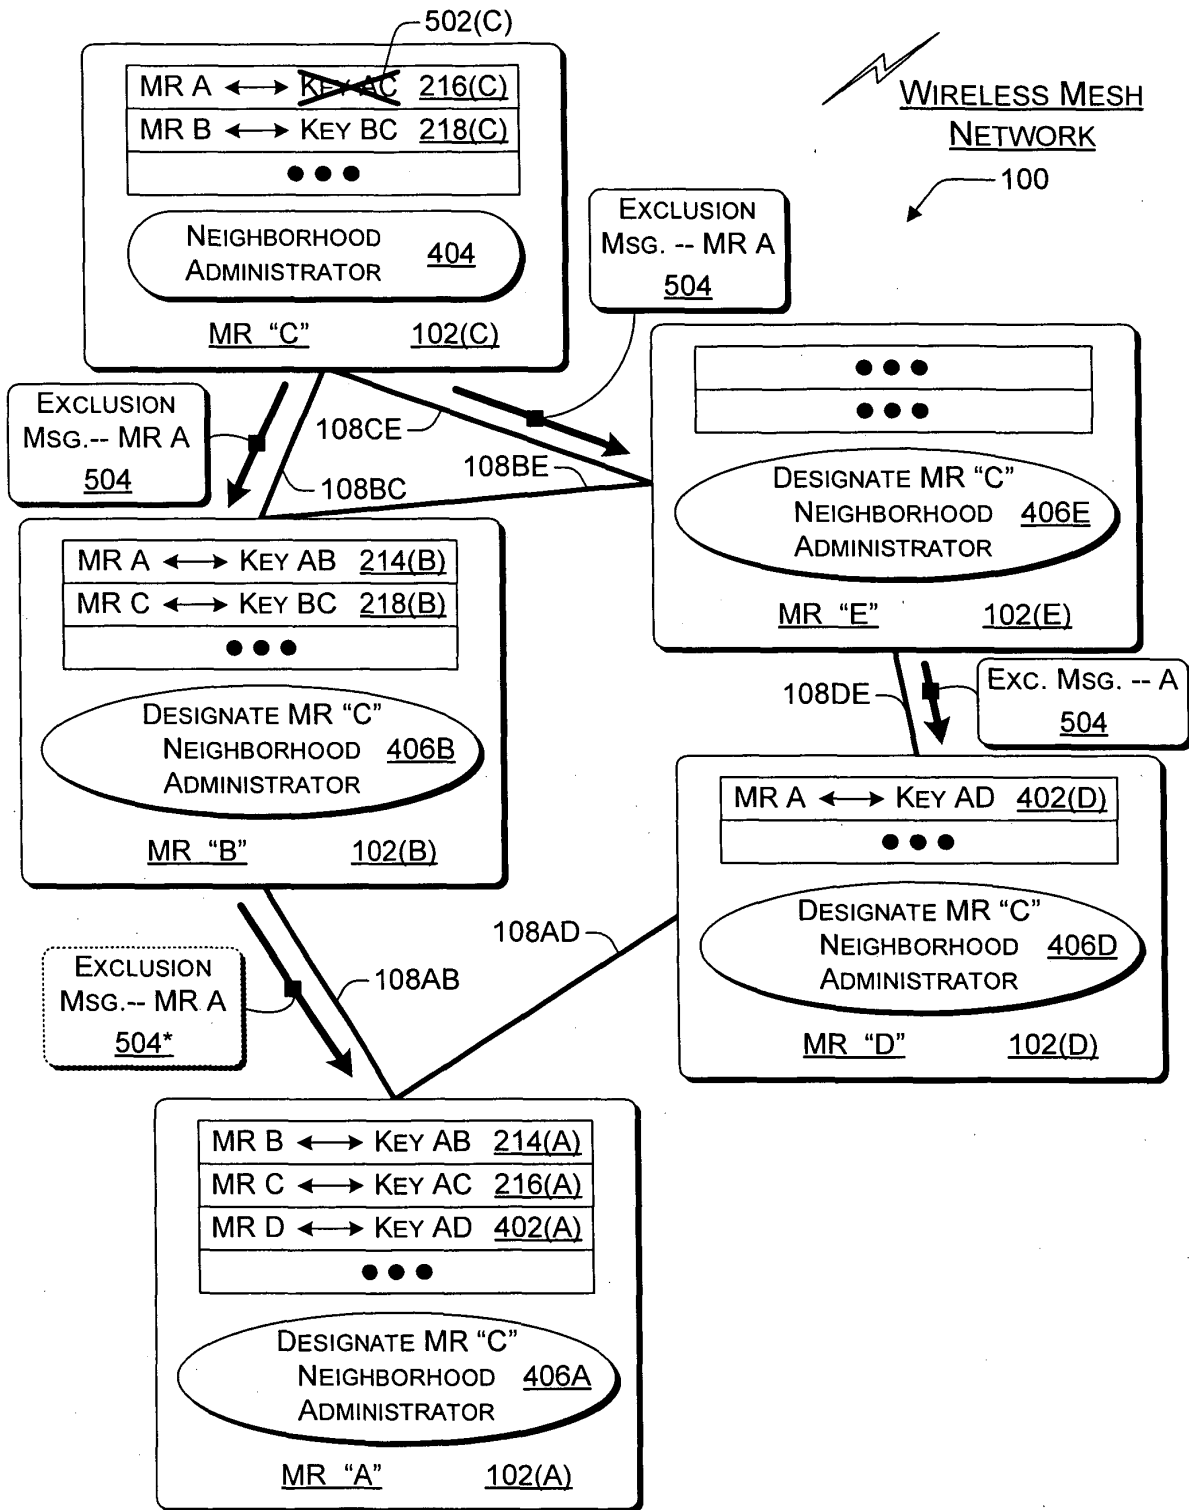 502(C)
MR A ↔ KEY AC 216(C)
MR B ↔ KEY BC 218(C)
●●●
NEIGHBORHOOD
ADMINISTRATOR
404
MR "C" 102(C)
WIRELESS MESH
NETWORK
100
EXCLUSION
MSG. -- MR A
504
EXCLUSION
MSG.-- MR A
504
108CE
108BC
108BE
●●●
●●●
DESIGNATE MR "C"
NEIGHBORHOOD
ADMINISTRATOR
406E
MR "E" 102(E)
MR A ↔ KEY AB 214(B)
MR C ↔ KEY BC 218(B)
●●●
DESIGNATE MR "C"
NEIGHBORHOOD
ADMINISTRATOR
406B
MR "B" 102(B)
108DE
EXC. MSG. -- A
504
MR A ↔ KEY AD 402(D)
●●●
DESIGNATE MR "C"
NEIGHBORHOOD
ADMINISTRATOR
406D
MR "D" 102(D)
108AD
108AB
EXCLUSION
MSG.-- MR A
504*
MR B ↔ KEY AB 214(A)
MR C ↔ KEY AC 216(A)
MR D ↔ KEY AD 402(A)
●●●
DESIGNATE MR "C"
NEIGHBORHOOD
ADMINISTRATOR
406A
MR "A" 102(A)